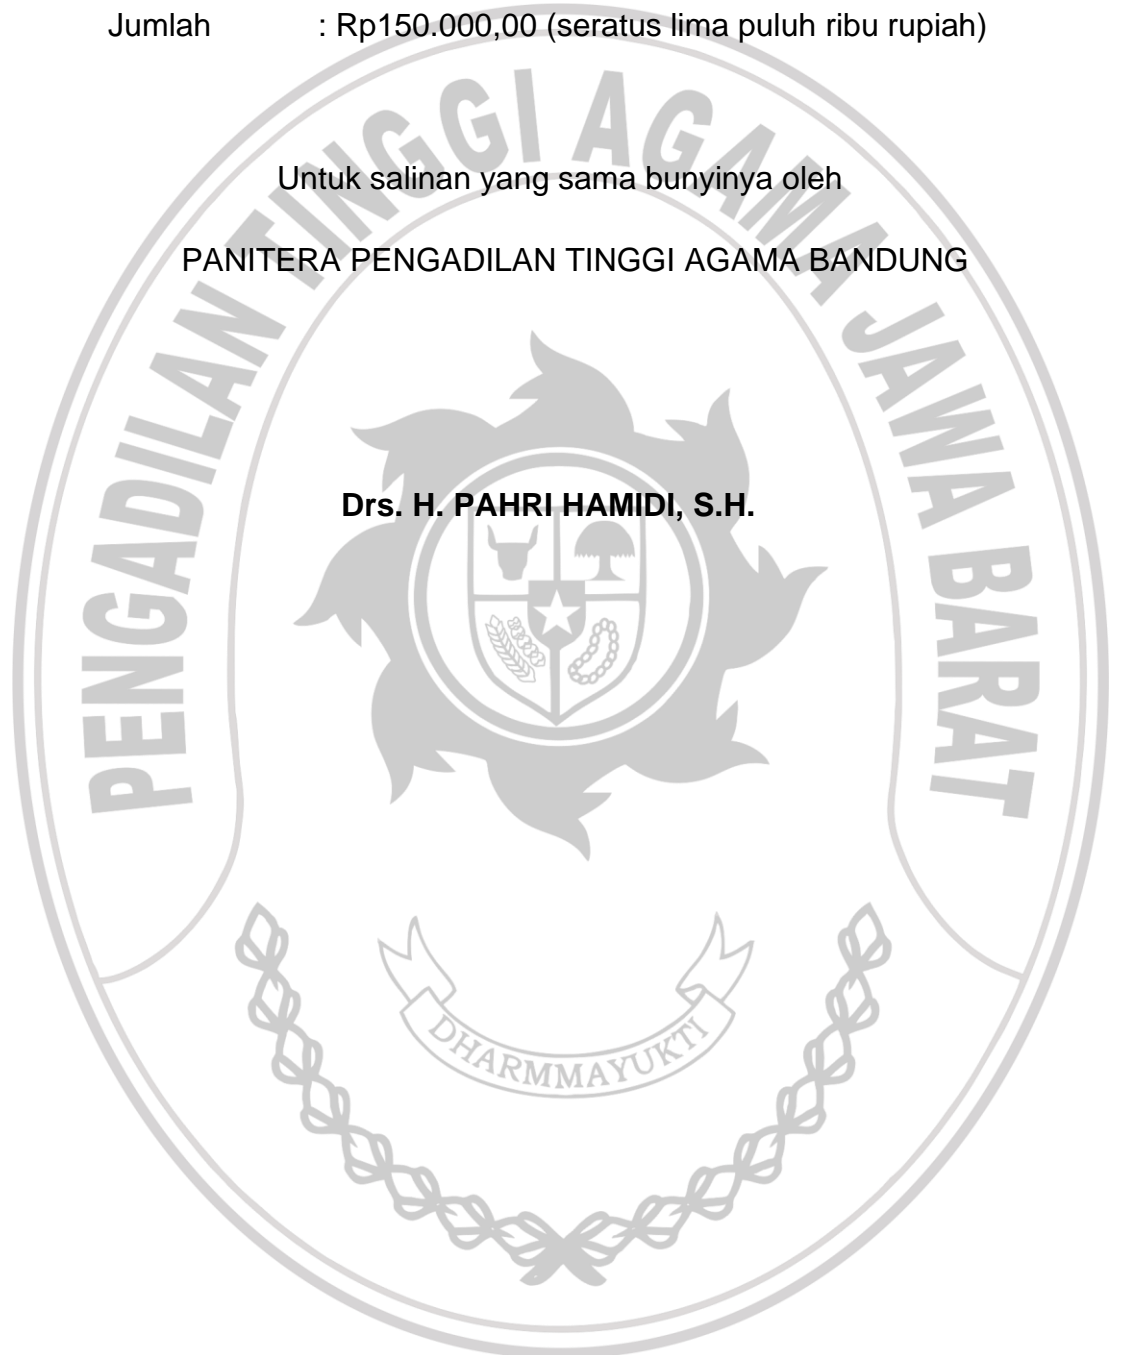 Jumlah : Rp150.000,00 (seratus lima puluh ribu rupiah)
Untuk salinan yang sama bunyinya oleh
PANITERA PENGADILAN TINGGI AGAMA BANDUNG
Drs. H. PAHRI HAMIDI, S.H.
PENGADILAN TINGGI AGAMA JAWA BARAT
DHARMMAYUKTI